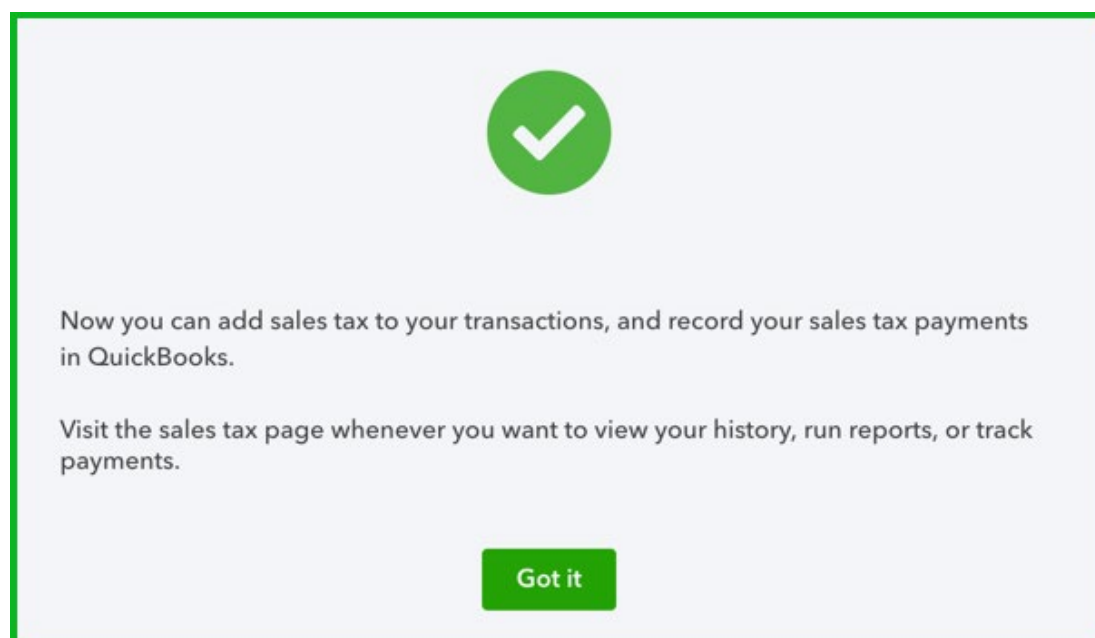 Now you can add sales tax to your transactions, and record your sales tax payments
in QuickBooks.
Visit the sales tax page whenever you want to view your history, run reports, or track
payments.
Got it